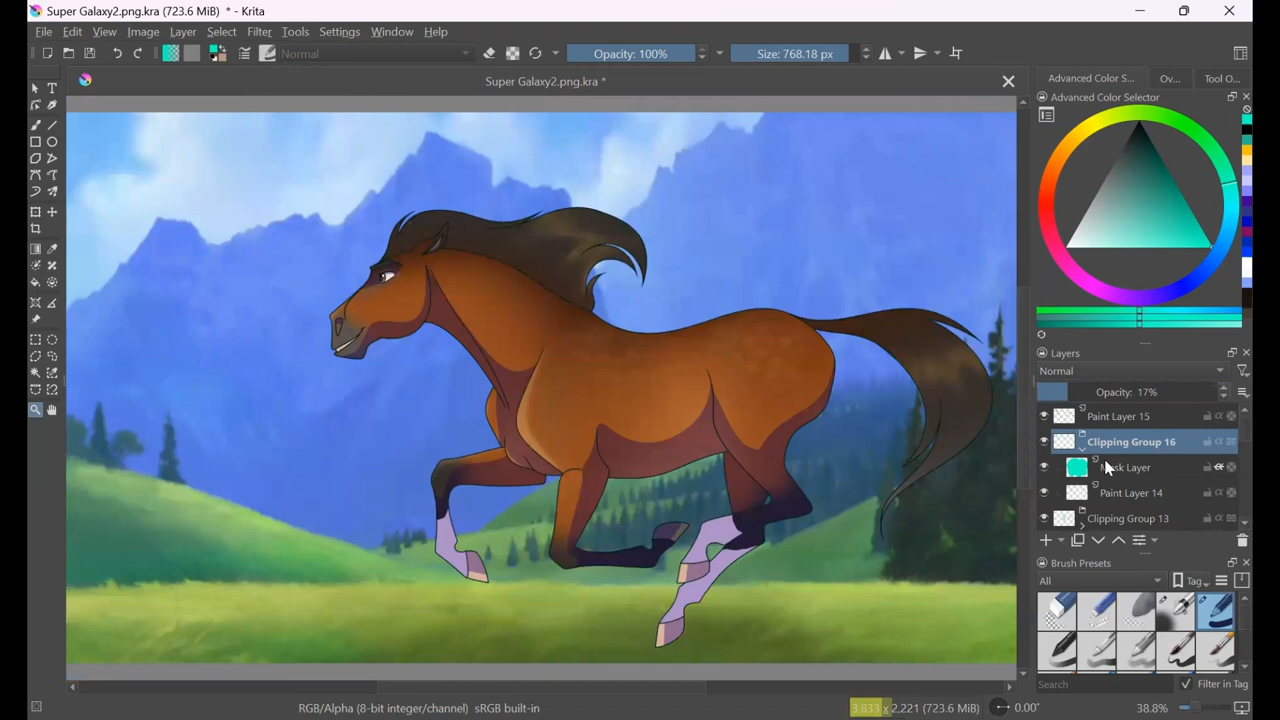 Super Galaxy2.png.kra (723.6 MiB) * - Krita
File Edit View Image Layer Select Filter Tools Settings Window Help
Normal
Opacity: 100%
Size: 768.18 px
Super Galaxy2.png.kra *
Advanced Color S...
Ov...
Tool O...
Advanced Color Selector
Layers
Normal
Opacity: 17%
Paint Layer 15
Clipping Group 16
sk Layer
Paint Layer 14
Clipping Group 13
Brush Presets
All
Tag
Search
Filter in Tag
RGB/Alpha (8-bit integer/channel) sRGB built-in
3,833 x 2,221 (723.6 MiB)
0.00°
38.8%